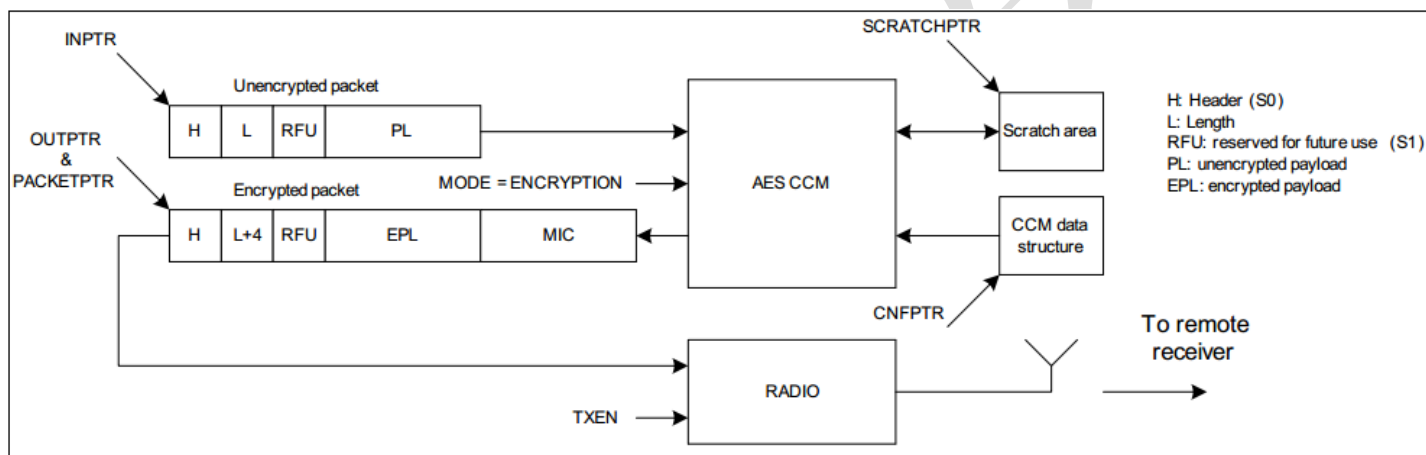 SCRATCHPTR
INPTR
Unencrypted packet
H L RFU PL
OUTPTR
&
PACKETPTR
Encrypted packet
MODE = ENCRYPTION
H L+4 RFU EPL MIC
AES CCM
Scratch area
CCM data
structure
H: Header (S0)
L: Length
RFU: reserved for future use (S1)
PL: unencrypted payload
EPL: encrypted payload
CNFPTR
To remote
receiver
RADIO
TXEN